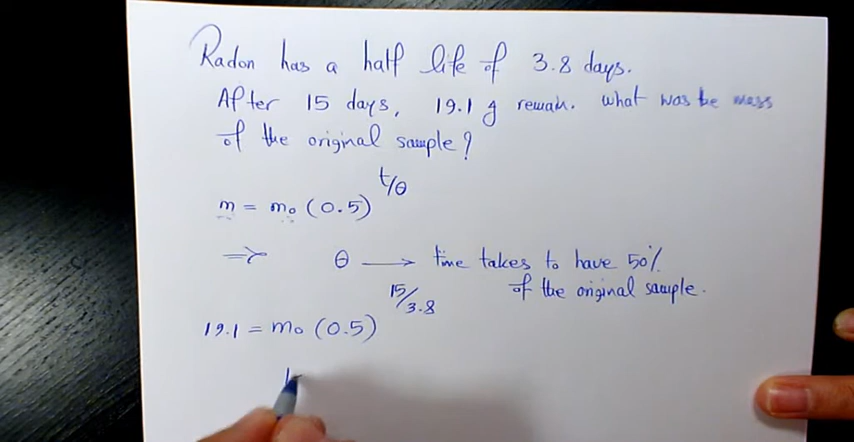 Radon has a half life of 3.8 days.
After 15 days, 19.1 g remain. What was be mass
of the original sample?
m = m₀ (0.5)^(t/θ)
⇒ θ → time takes to have 50%
of the original sample.
19.1 = m₀ (0.5)^(15/3.8)